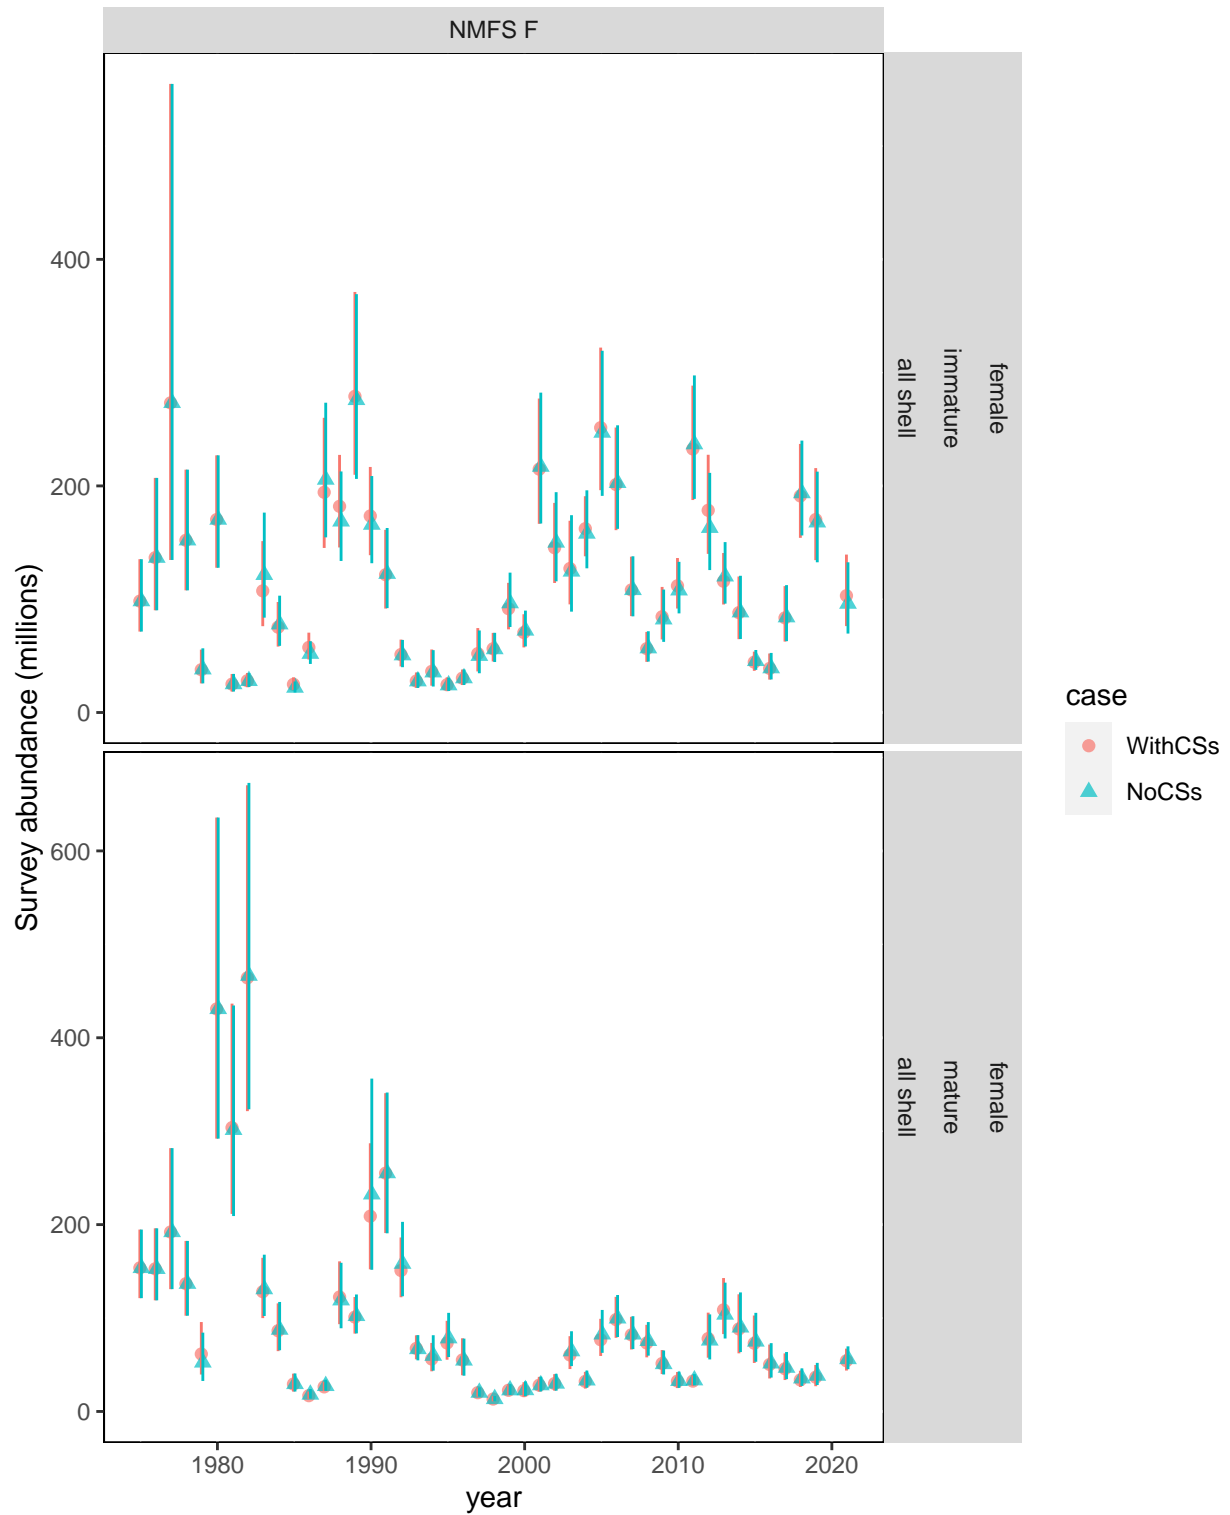 NMFS F
400
200
0
female
immature
all shell
600
400
200
0
female
mature
all shell
1980
1990
2000
2010
2020
year
Survey abundance (millions)
case
WithCSs
NoCSs